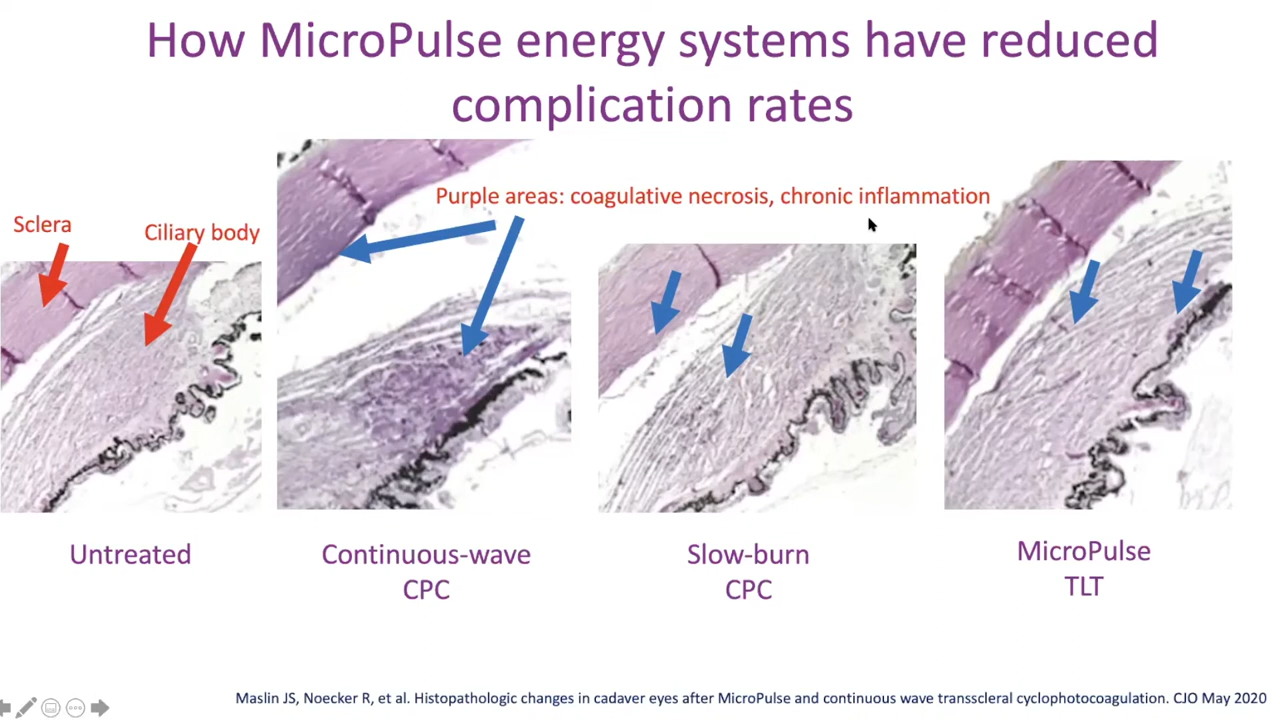 How MicroPulse energy systems have reduced
complication rates
Purple areas: coagulative necrosis, chronic inflammation
Sclera
Ciliary body
Untreated
Continuous-wave
CPC
Slow-burn
CPC
MicroPulse
TLT
Maslin JS, Noecker R, et al. Histopathologic changes in cadaver eyes after MicroPulse and continuous wave transscleral cyclophotocoagulation. CJO May 2020